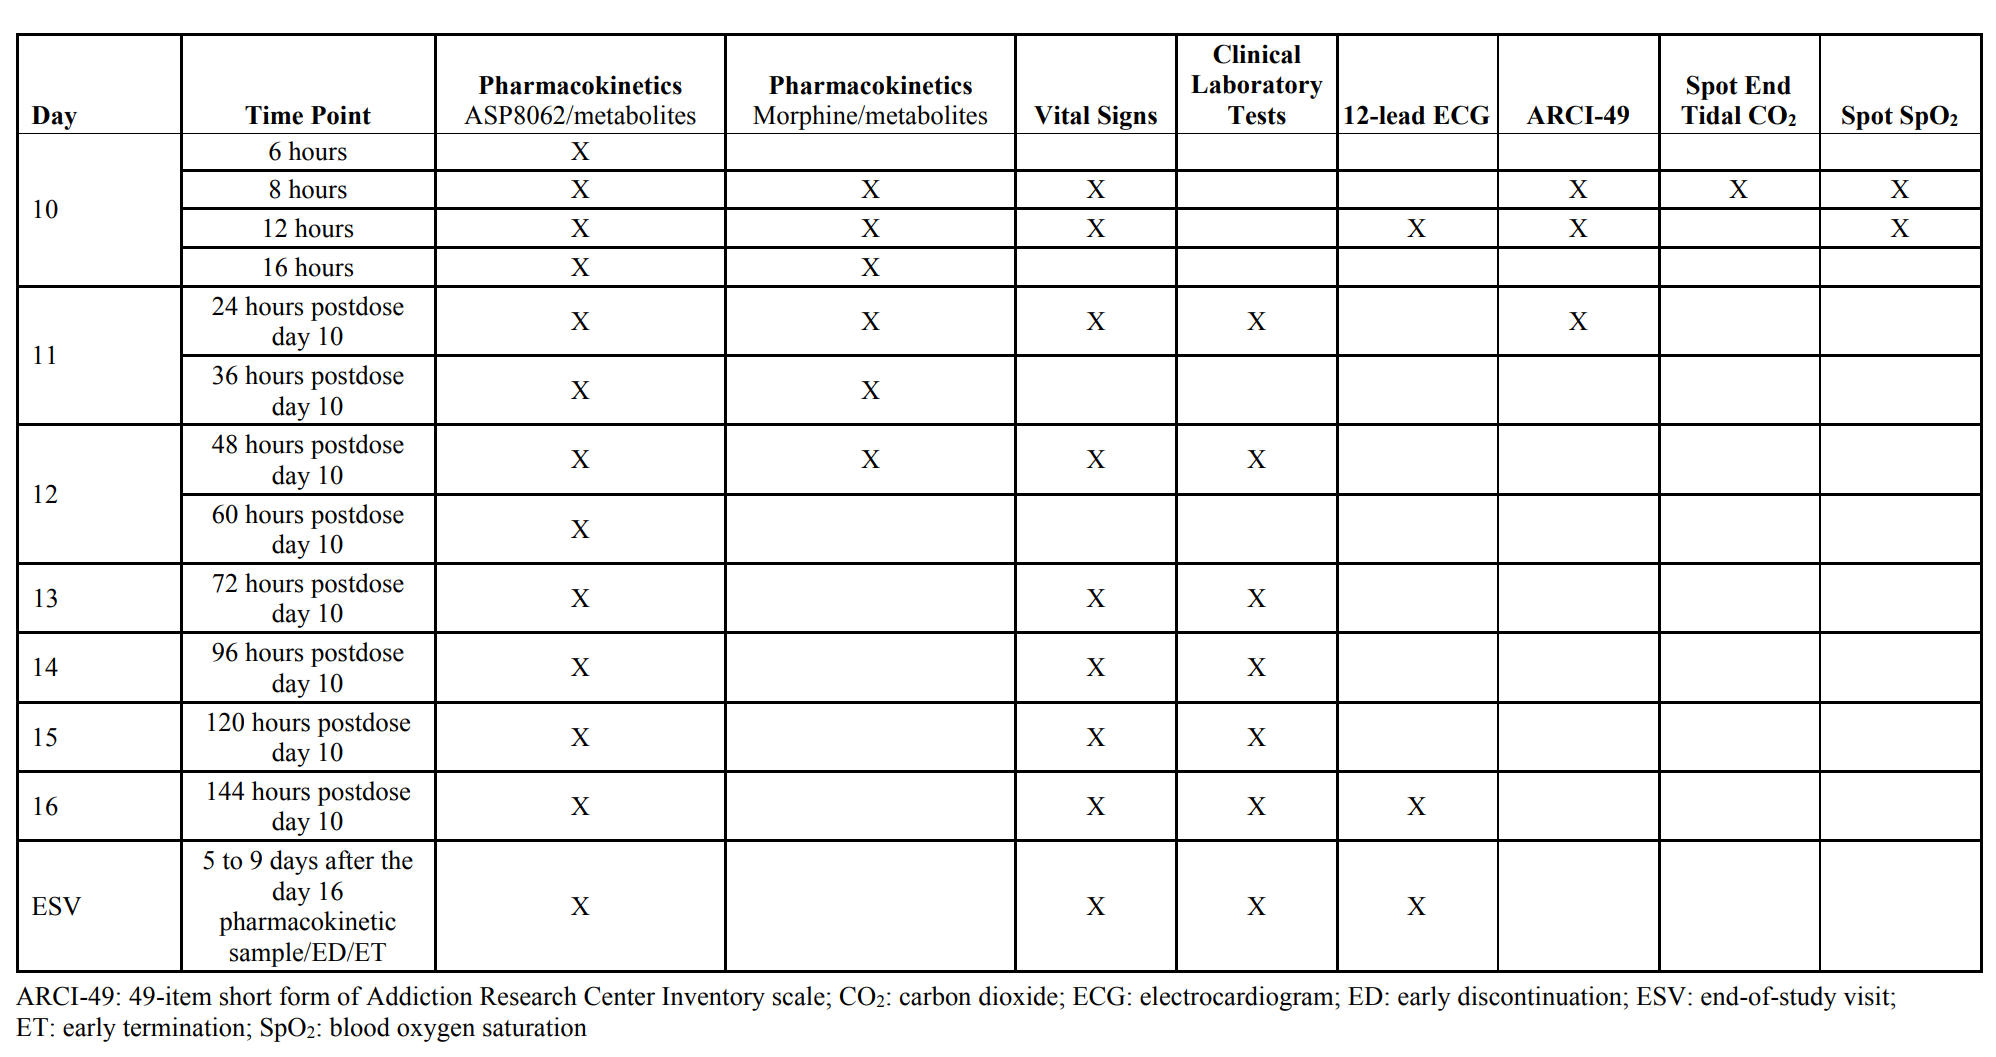 Day Time Point Pharmacokinetics ASP8062/metabolites Pharmacokinetics Morphine/metabolites Vital Signs Clinical Laboratory Tests 12-lead ECG ARCI-49 Spot End Tidal CO₂ Spot SpO₂
10 6 hours X
8 hours X X X X X X
12 hours X X X X X X
16 hours X X
11 24 hours postdose day 10 X X X X X
36 hours postdose day 10 X X
12 48 hours postdose day 10 X X X X
60 hours postdose day 10 X
13 72 hours postdose day 10 X X X
14 96 hours postdose day 10 X X X
15 120 hours postdose day 10 X X X
16 144 hours postdose day 10 X X X X
ESV 5 to 9 days after the day 16 pharmacokinetic sample/ED/ET X X X X
ARCI-49: 49-item short form of Addiction Research Center Inventory scale; CO₂: carbon dioxide; ECG: electrocardiogram; ED: early discontinuation; ESV: end-of-study visit;
ET: early termination; SpO₂: blood oxygen saturation